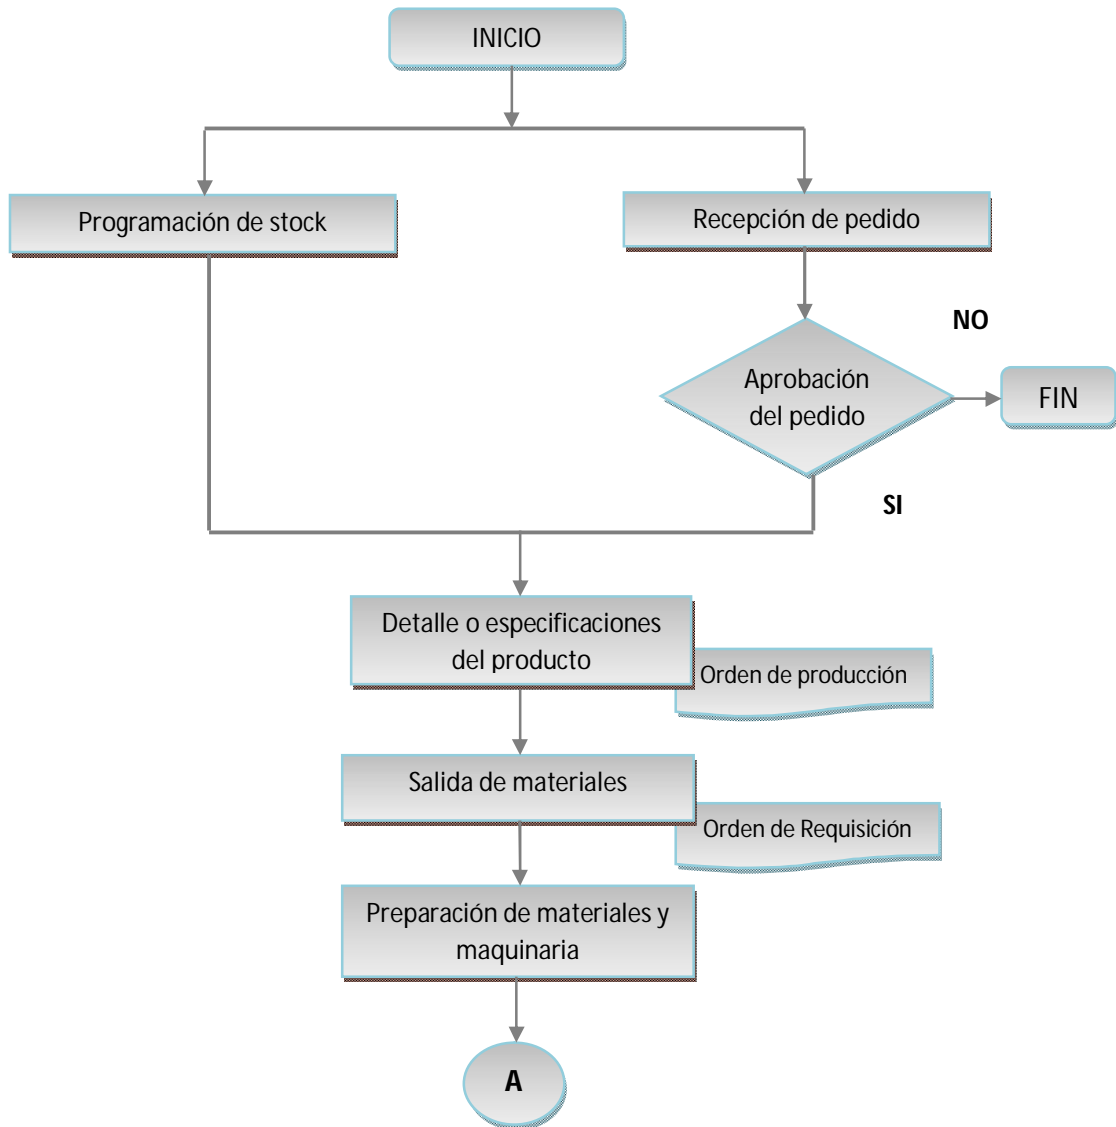 INICIO
Programación de stock
Recepción de pedido
NO
Aprobación
del pedido
FIN
SI
Detalle o especificaciones
del producto
Orden de producción
Salida de materiales
Orden de Requisición
Preparación de materiales y
maquinaria
A